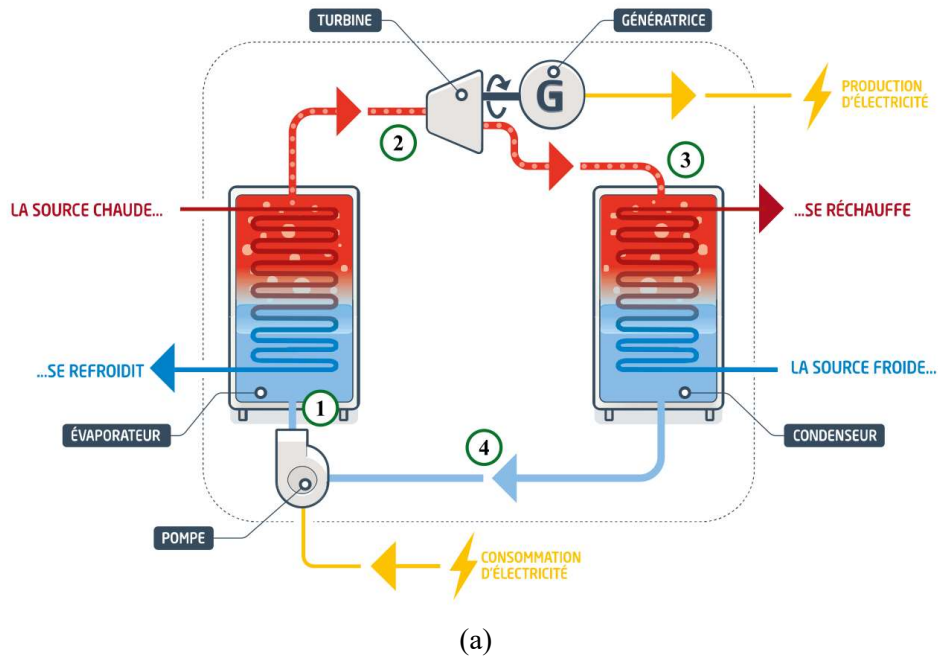 TURBINE
GÉNÉRATRICE
G
PRODUCTION
D'ÉLECTRICITÉ
2
3
LA SOURCE CHAUDE...
...SE RÉCHAUFFE
...SE REFROIDIT
LA SOURCE FROIDE...
1
ÉVAPORATEUR
4
CONDENSEUR
POMPE
CONSOMMATION
D'ÉLECTRICITÉ
(a)